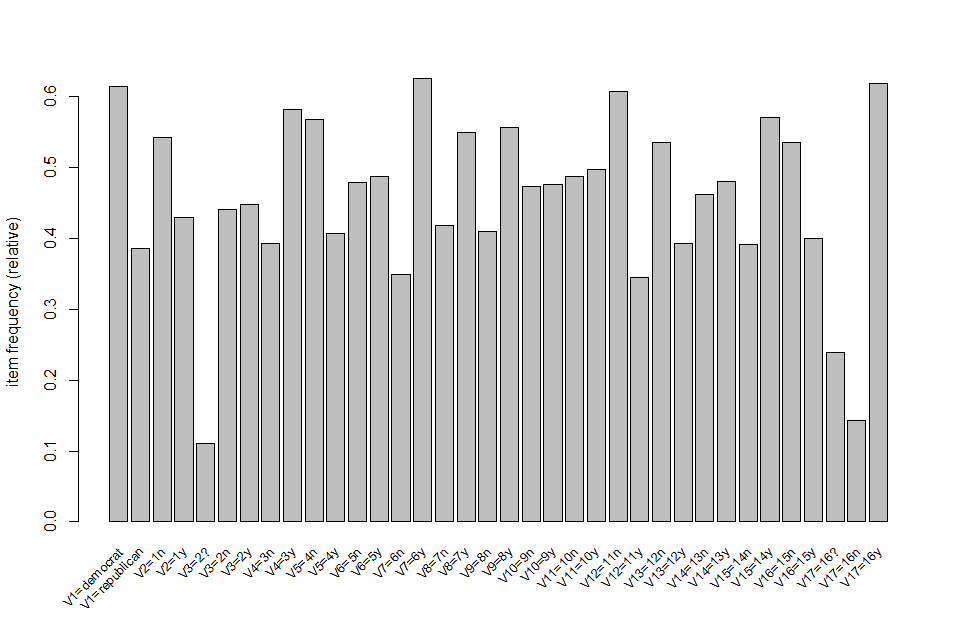 item frequency (relative)
0.6
0.5
0.4
0.3
0.2
0.1
0.0
V1=democrat
V1=republican
V2=1n
V2=1y
V3=2?
V3=2n
V3=2y
V4=3n
V4=3y
V5=4n
V5=4y
V6=5n
V6=5y
V7=6n
V7=6y
V8=7n
V8=7y
V9=8n
V9=8y
V10=9n
V10=9y
V11=10n
V11=10y
V12=11n
V12=11y
V13=12n
V13=12y
V14=13n
V14=13y
V15=14n
V15=14y
V16=15n
V16=15y
V17=16?
V17=16n
V17=16y